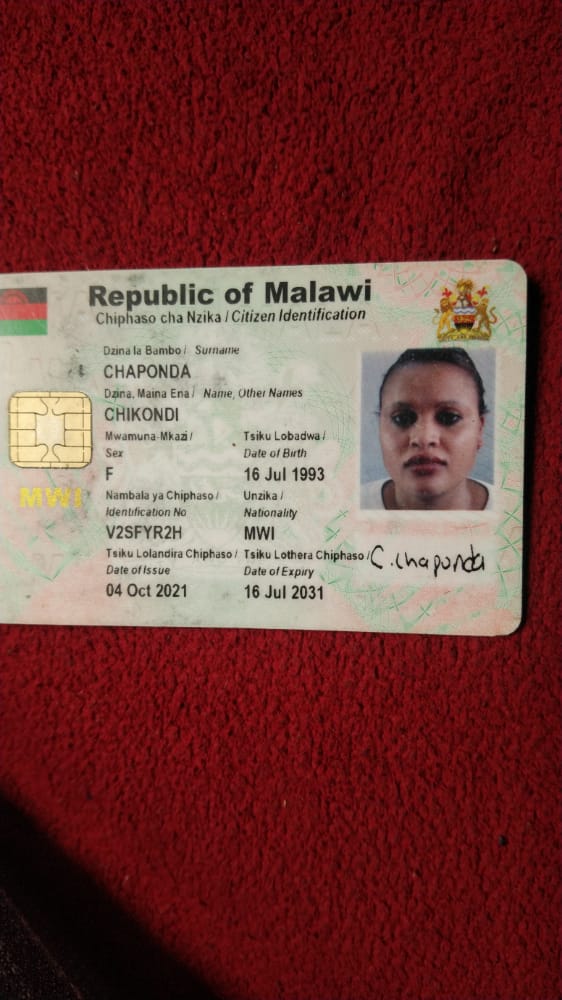 Republic of Malawi
Chiphaso cha Nzika / Citizen Identification
Dzina la Bambo / Surname
CHAPONDA
Dzina, Maina Ena / Name, Other Names
CHIKONDI
Mwamuna-Mkazi / Tsiku Lobadwa /
Sex Date of Birth
F 16 Jul 1993
MWI
Nambala ya Chiphaso / Unzika /
Identification No Nationality
V2SFYR2H MWI
Tsiku Lolandira Chiphaso / Tsiku Lothera Chiphaso /
Date of Issue Date of Expiry
04 Oct 2021 16 Jul 2031
C. Chaponda